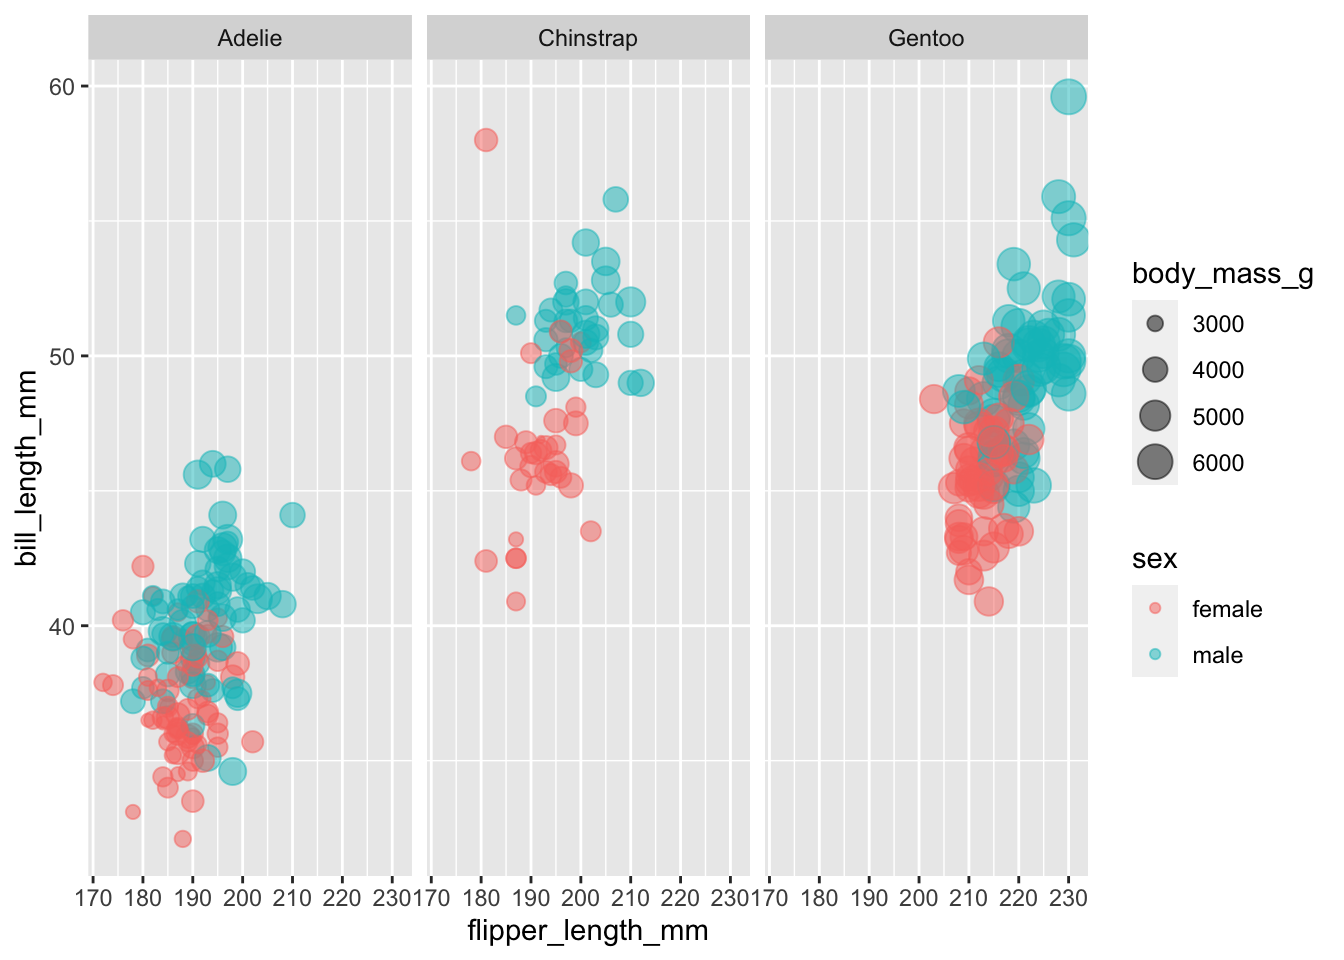 Adelie Chinstrap Gentoo
60
50
40
bill_length_mm
170 180 190 200 210 220 230 170 180 190 200 210 220 230 170 180 190 200 210 220 230
flipper_length_mm
body_mass_g
3000
4000
5000
6000
sex
female
male